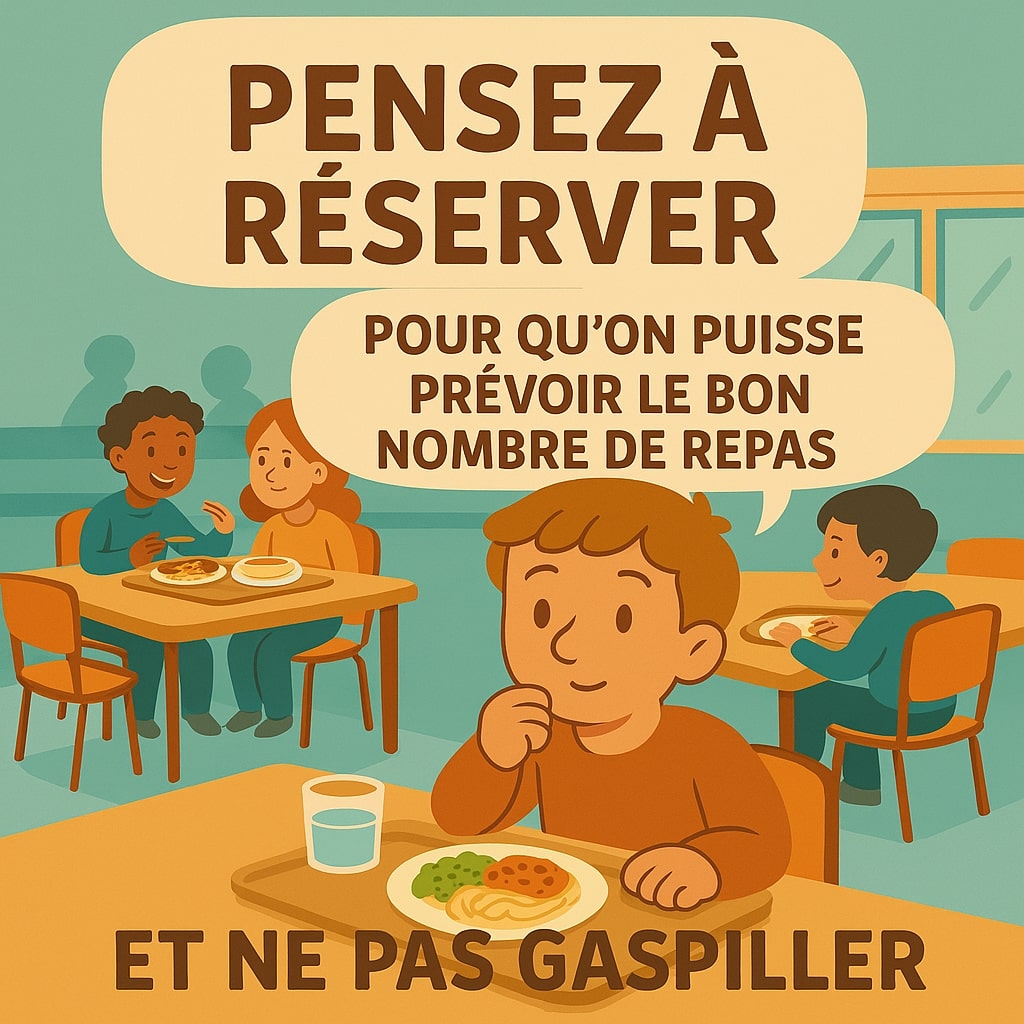 PENSEZ À
RÉSERVER
POUR QU’ON PUISSE
PRÉVOIR LE BON
NOMBRE DE REPAS
ET NE PAS GASPILLER